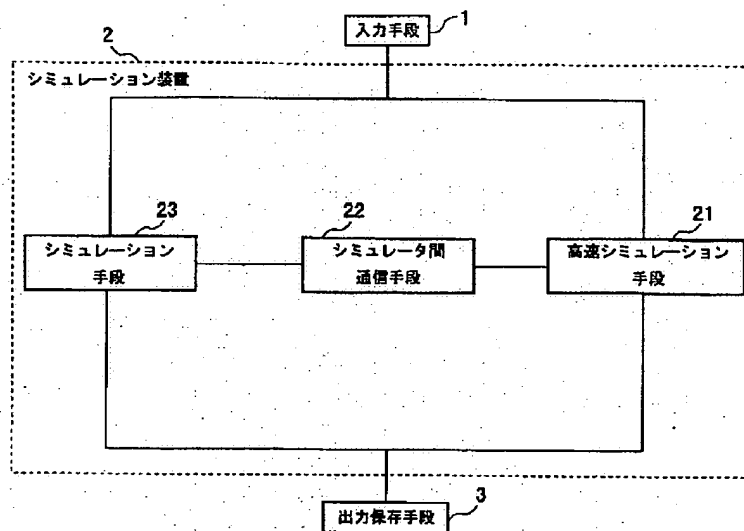 1
入力手段
2
シミュレーション装置
23
シミュレーション
手段
22
シミュレータ間
通信手段
21
高速シミュレーション
手段
出力保存手段
3